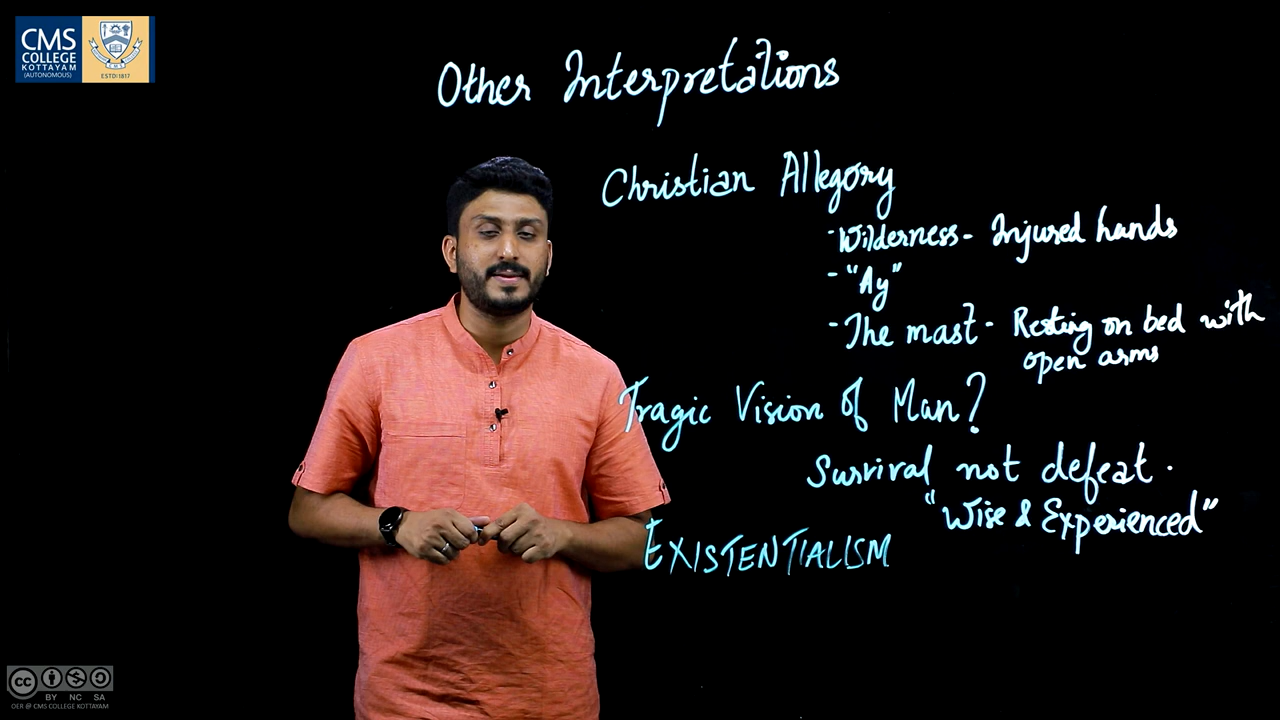 CMS
COLLEGE
KOTTAYAM
(AUTONOMOUS)
CMS
ESTD:1817
Other Interpretations
Christian Allegory
- Wilderness - Injured hands
- "Ay"
- The mast - Resting on bed with
open arms
Tragic Vision Of Man?
Survival not defeat.
"Wise & Experienced"
EXISTENTIALISM
cc
BY NC SA
OER @ CMS COLLEGE KOTTAYAM